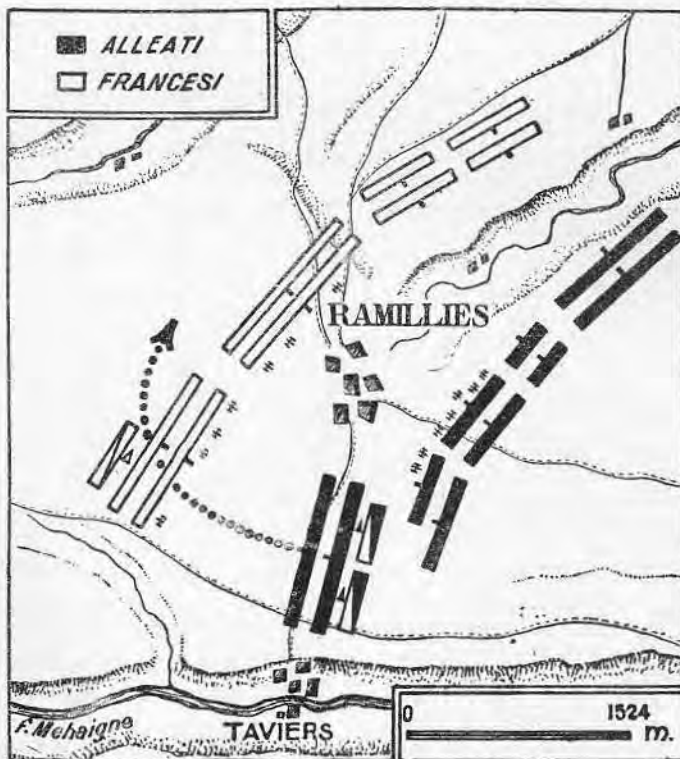 ALLEATI
FRANCESI
RAMILLIES
F. Mehaigne
TAVIERS
0 1524
m.